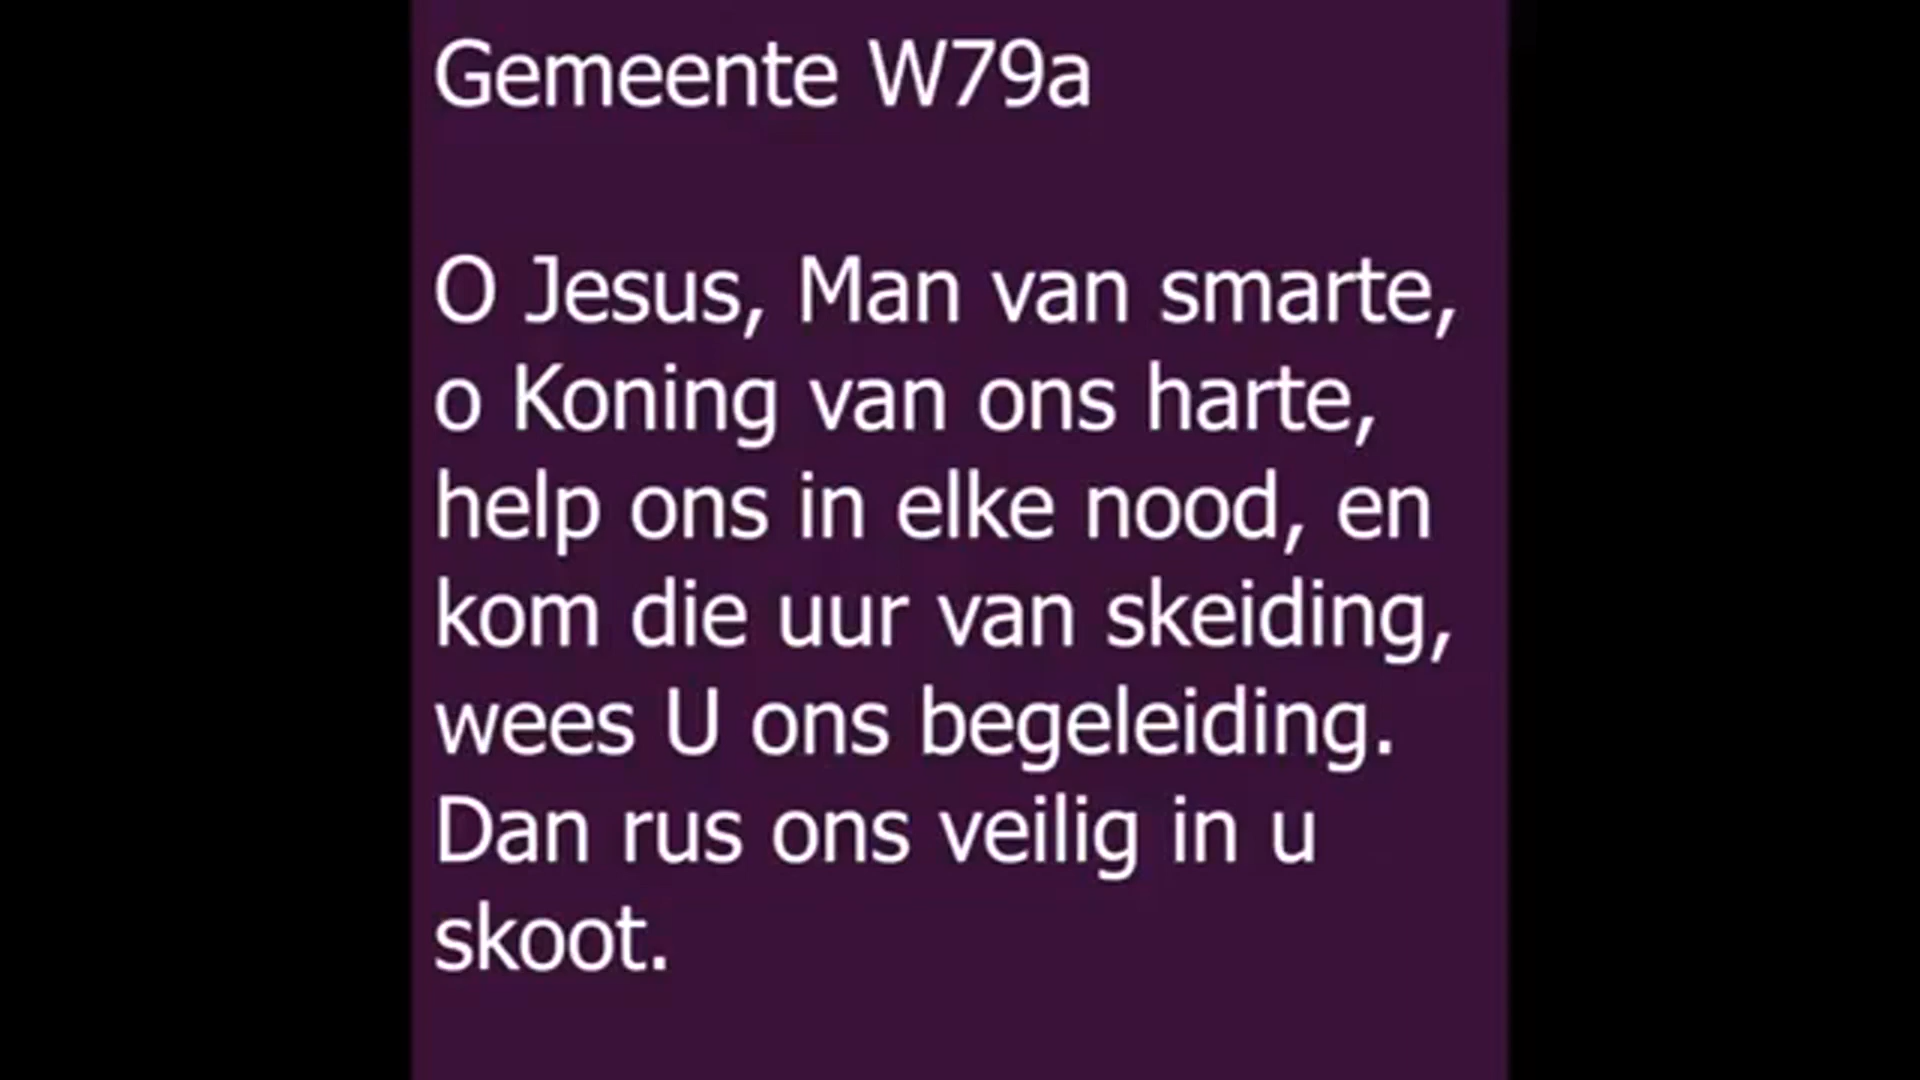 Gemeente W79a
O Jesus, Man van smarte,
o Koning van ons harte,
help ons in elke nood, en
kom die uur van skeiding,
wees U ons begeleiding.
Dan rus ons veilig in u
skoot.